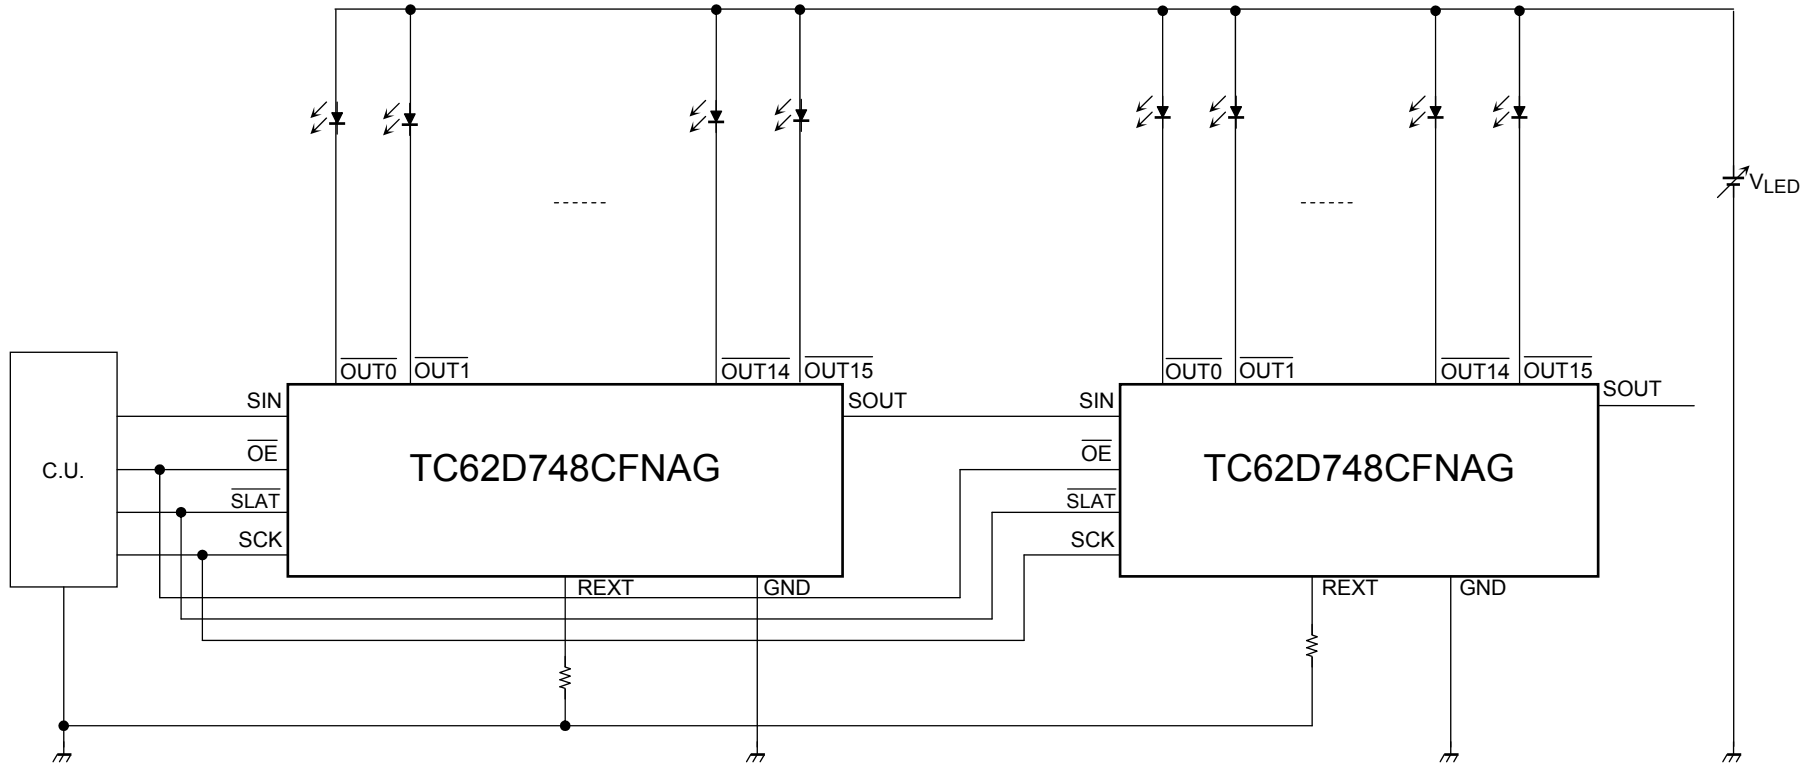 V_LED
OUT0 OUT1 OUT14 OUT15 OUT0 OUT1 OUT14 OUT15
SIN SOUT SIN SOUT
OE TC62D748CFNAG OE TC62D748CFNAG
C.U.
SLAT SLAT
SCK SCK
REXT GND REXT GND